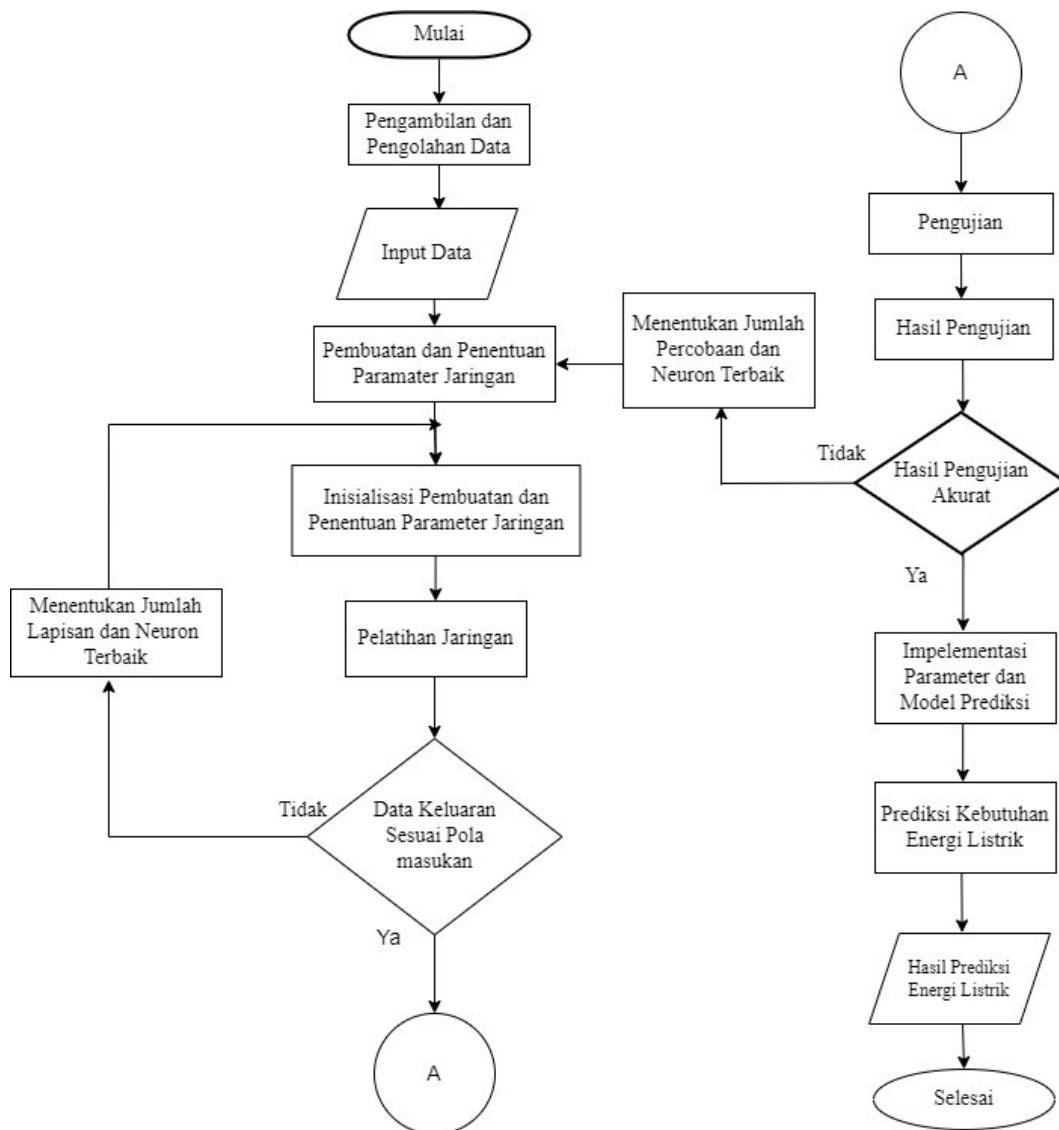 Mulai
Pengambilan dan
Pengolahan Data
Input Data
Pembuatan dan Penentuan
Paramater Jaringan
Inisialisasi Pembuatan dan
Penentuan Parameter Jaringan
Pelatihan Jaringan
Data Keluaran
Sesuai Pola
masukan
Tidak
Menentukan Jumlah
Lapisan dan Neuron
Terbaik
Ya
A
A
Pengujian
Hasil Pengujian
Hasil Pengujian
Akurat
Tidak
Menentukan Jumlah
Percobaan dan
Neuron Terbaik
Ya
Impelementasi
Parameter dan
Model Prediksi
Prediksi Kebutuhan
Energi Listrik
Hasil Prediksi
Energi Listrik
Selesai